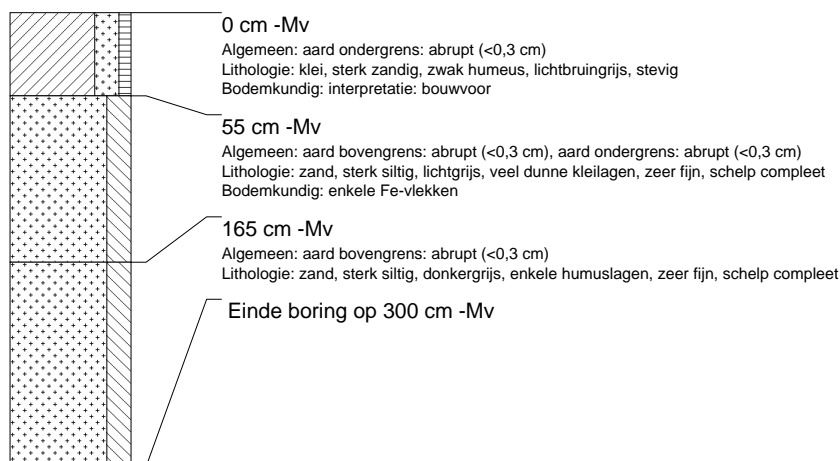 0 cm -Mv
Algemeen: aard ondergrens: abrupt (<0,3 cm)
Lithologie: klei, sterk zandig, zwak humeus, lichtbruingrijs, stevig
Bodemkundig: interpretatie: bouwvoor
55 cm -Mv
Algemeen: aard bovengrens: abrupt (<0,3 cm), aard ondergrens: abrupt (<0,3 cm)
Lithologie: zand, sterk siltig, lichtgrijs, veel dunne kleilagen, zeer fijn, schelp compleet
Bodemkundig: enkele Fe-vlekken
165 cm -Mv
Algemeen: aard bovengrens: abrupt (<0,3 cm)
Lithologie: zand, sterk siltig, donkergrijs, enkele humuslagen, zeer fijn, schelp compleet
Einde boring op 300 cm -Mv